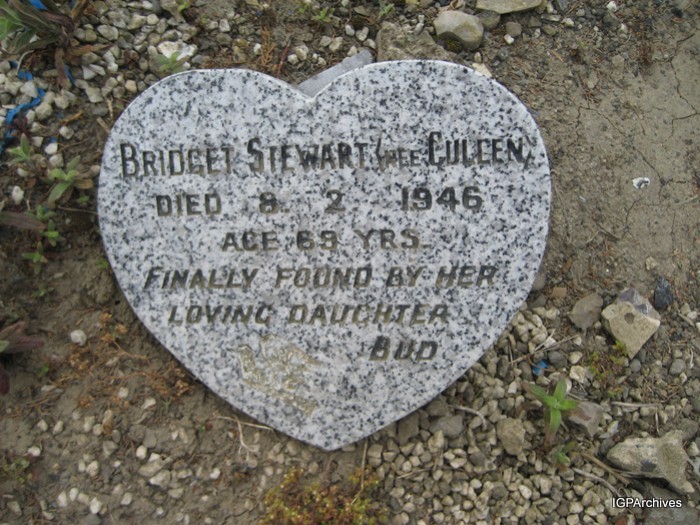 BRIDGET STEWART (NEE CULLEN)
DIED 8. 2. 1946
AGE 69 YRS.
FINALLY FOUND BY HER
LOVING DAUGHTER
BUD
IGPArchives